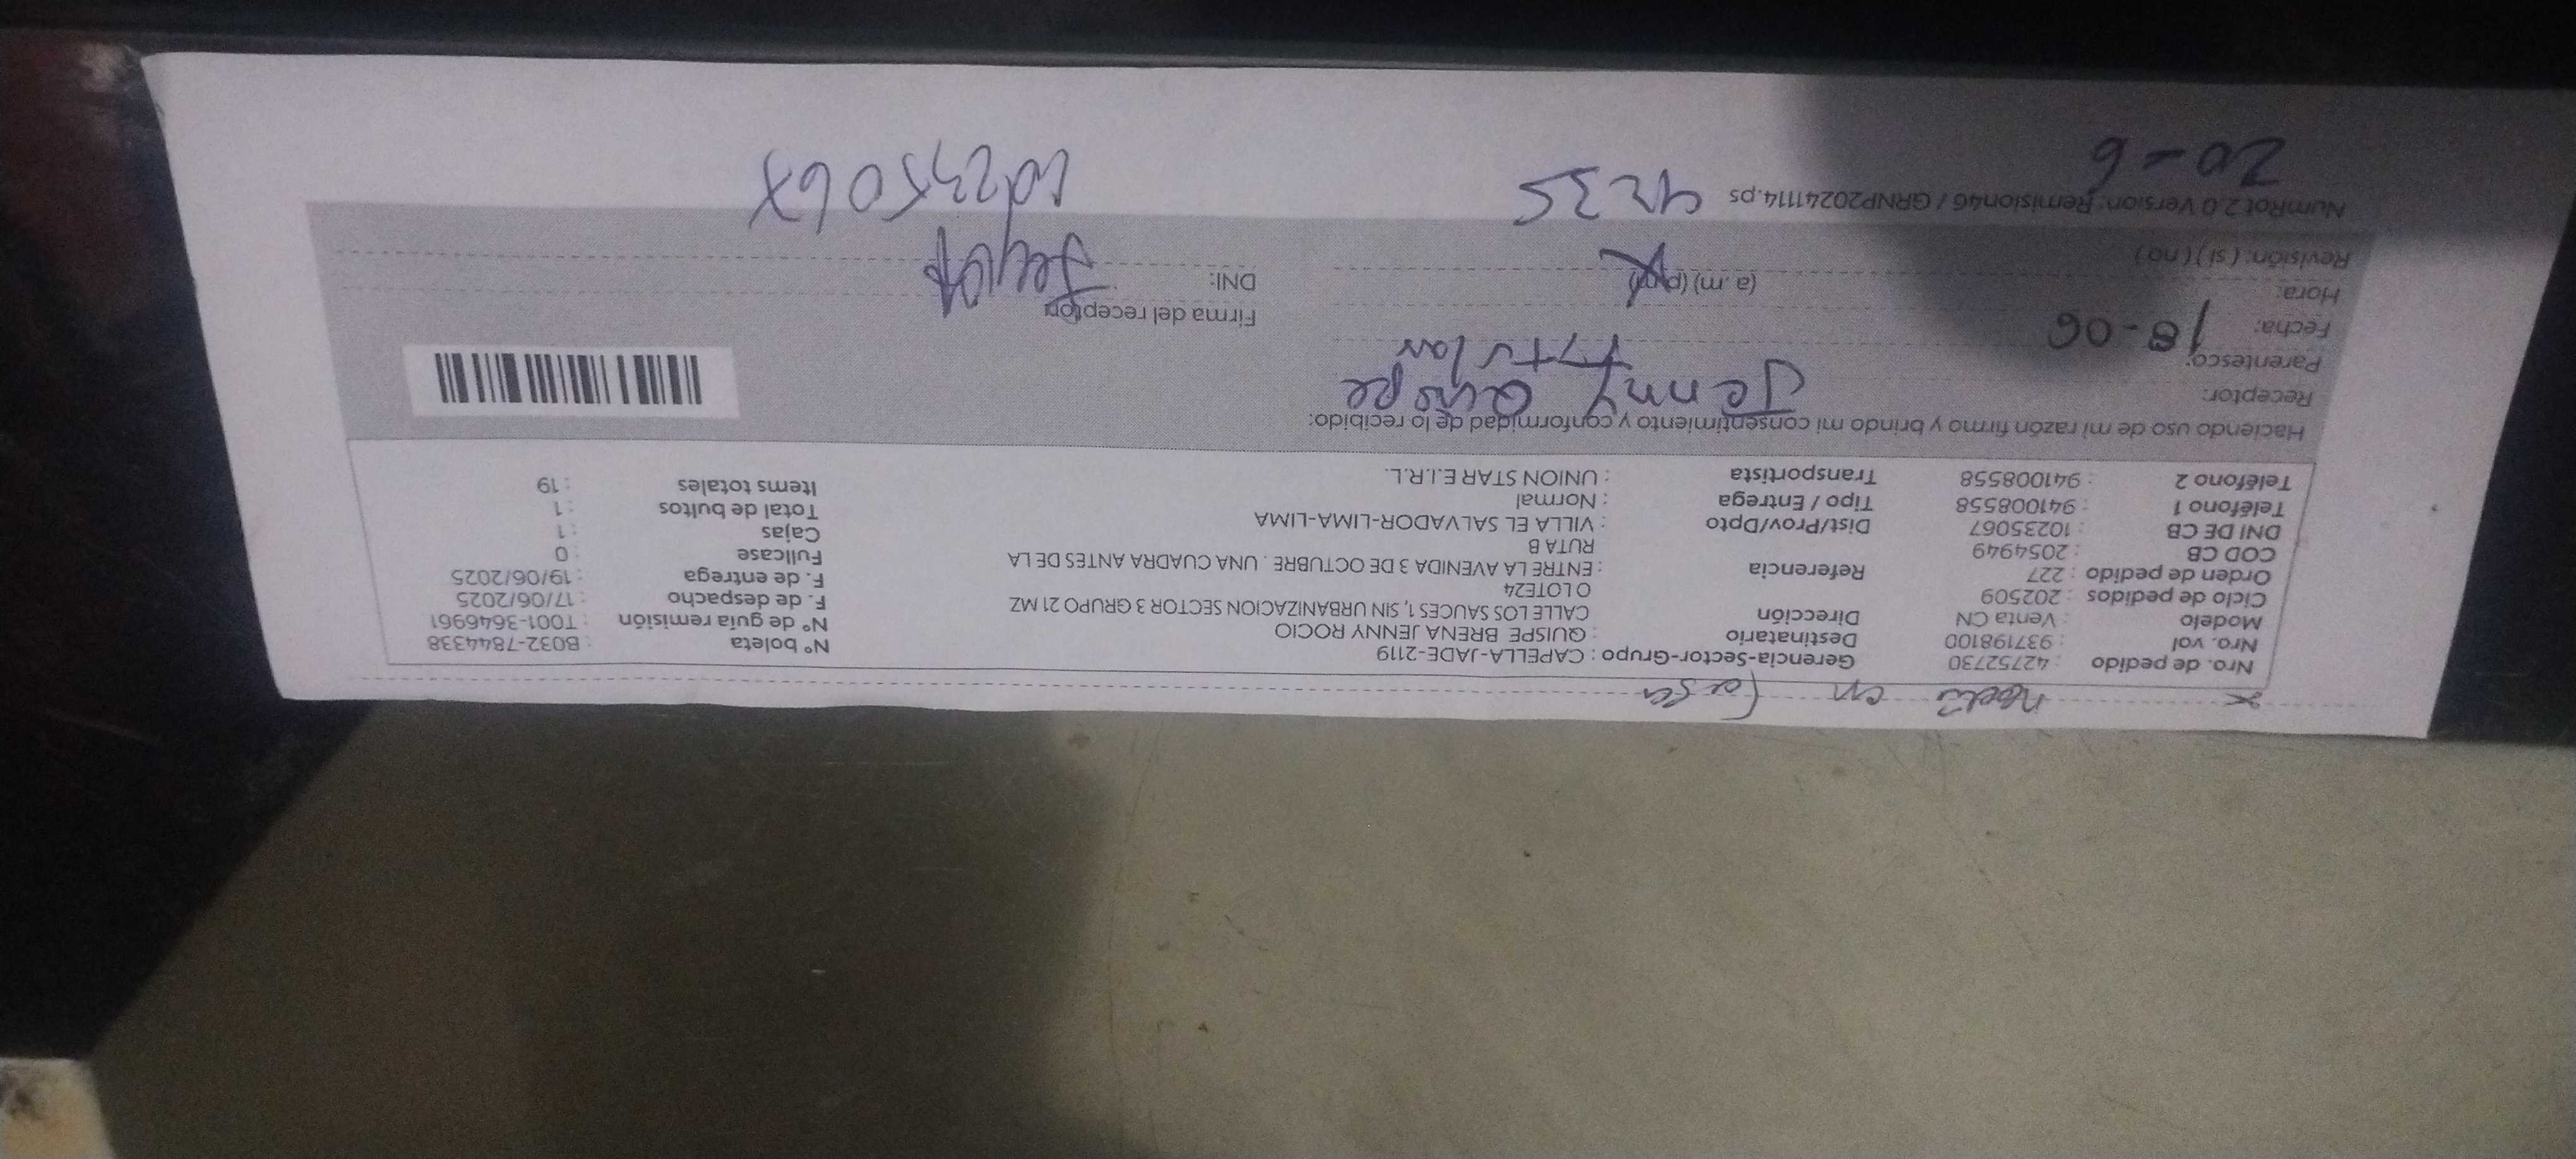 Nadie en Casa
Nro. de pedido : 42752730 Gerencia-Sector-Grupo : CAPELLA-JADE-2119 N° boleta : B032-7844338
Nro. val : 937198100 Destinatario : QUISPE BRENA JENNY ROCIO N° de guía remisión : T001-3646961
Modelo : Venta CN Dirección CALLE LOS SAUCES 1, SIN URBANIZACION SECTOR 3 GRUPO 21 MZ F. de despacho : 17/06/2025
Ciclo de pedidos : 202509 O LOTE24 F. de entrega : 19/06/2025
Orden de pedido : 227 Referencia : ENTRE LA AVENIDA 3 DE OCTUBRE . UNA CUADRA ANTES DE LA Fullcase : 0
COD CB : 2054949 RUTA B Cajas : 1
DNI DE CB : 10235067 Dist/Prov/Dpto : VILLA EL SALVADOR-LIMA-LIMA Total de bultos : 1
Teléfono 1 : 941008558 Tipo / Entrega : Normal Items totales : 19
Teléfono 2 : 941008558 Transportista : UNION STAR E.I.R.L.
Haciendo uso de mi razón firmo y brindo mi consentimiento y conformidad de lo recibido:
Receptor: Jenny Quispe
Parentesco: Titular
Fecha: 18-06 Firma del receptor:
Hora: (a.m) (pm) DNI:
Revisión: (si) (no)
NumRot 2.0 Version: Remision46 / GRNP20241114.ps
20-6